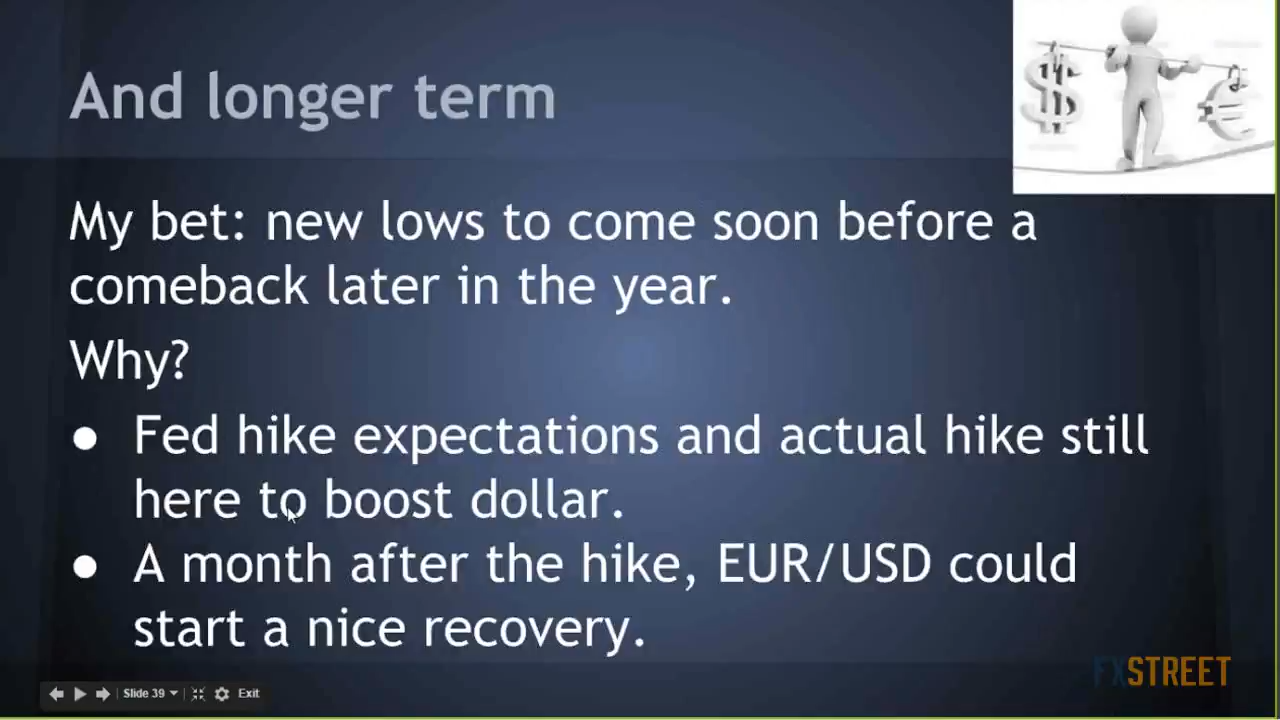 And longer term
My bet: new lows to come soon before a
comeback later in the year.
Why?
● Fed hike expectations and actual hike still
here to boost dollar.
● A month after the hike, EUR/USD could
start a nice recovery.
FXSTREET
Slide 39 Exit